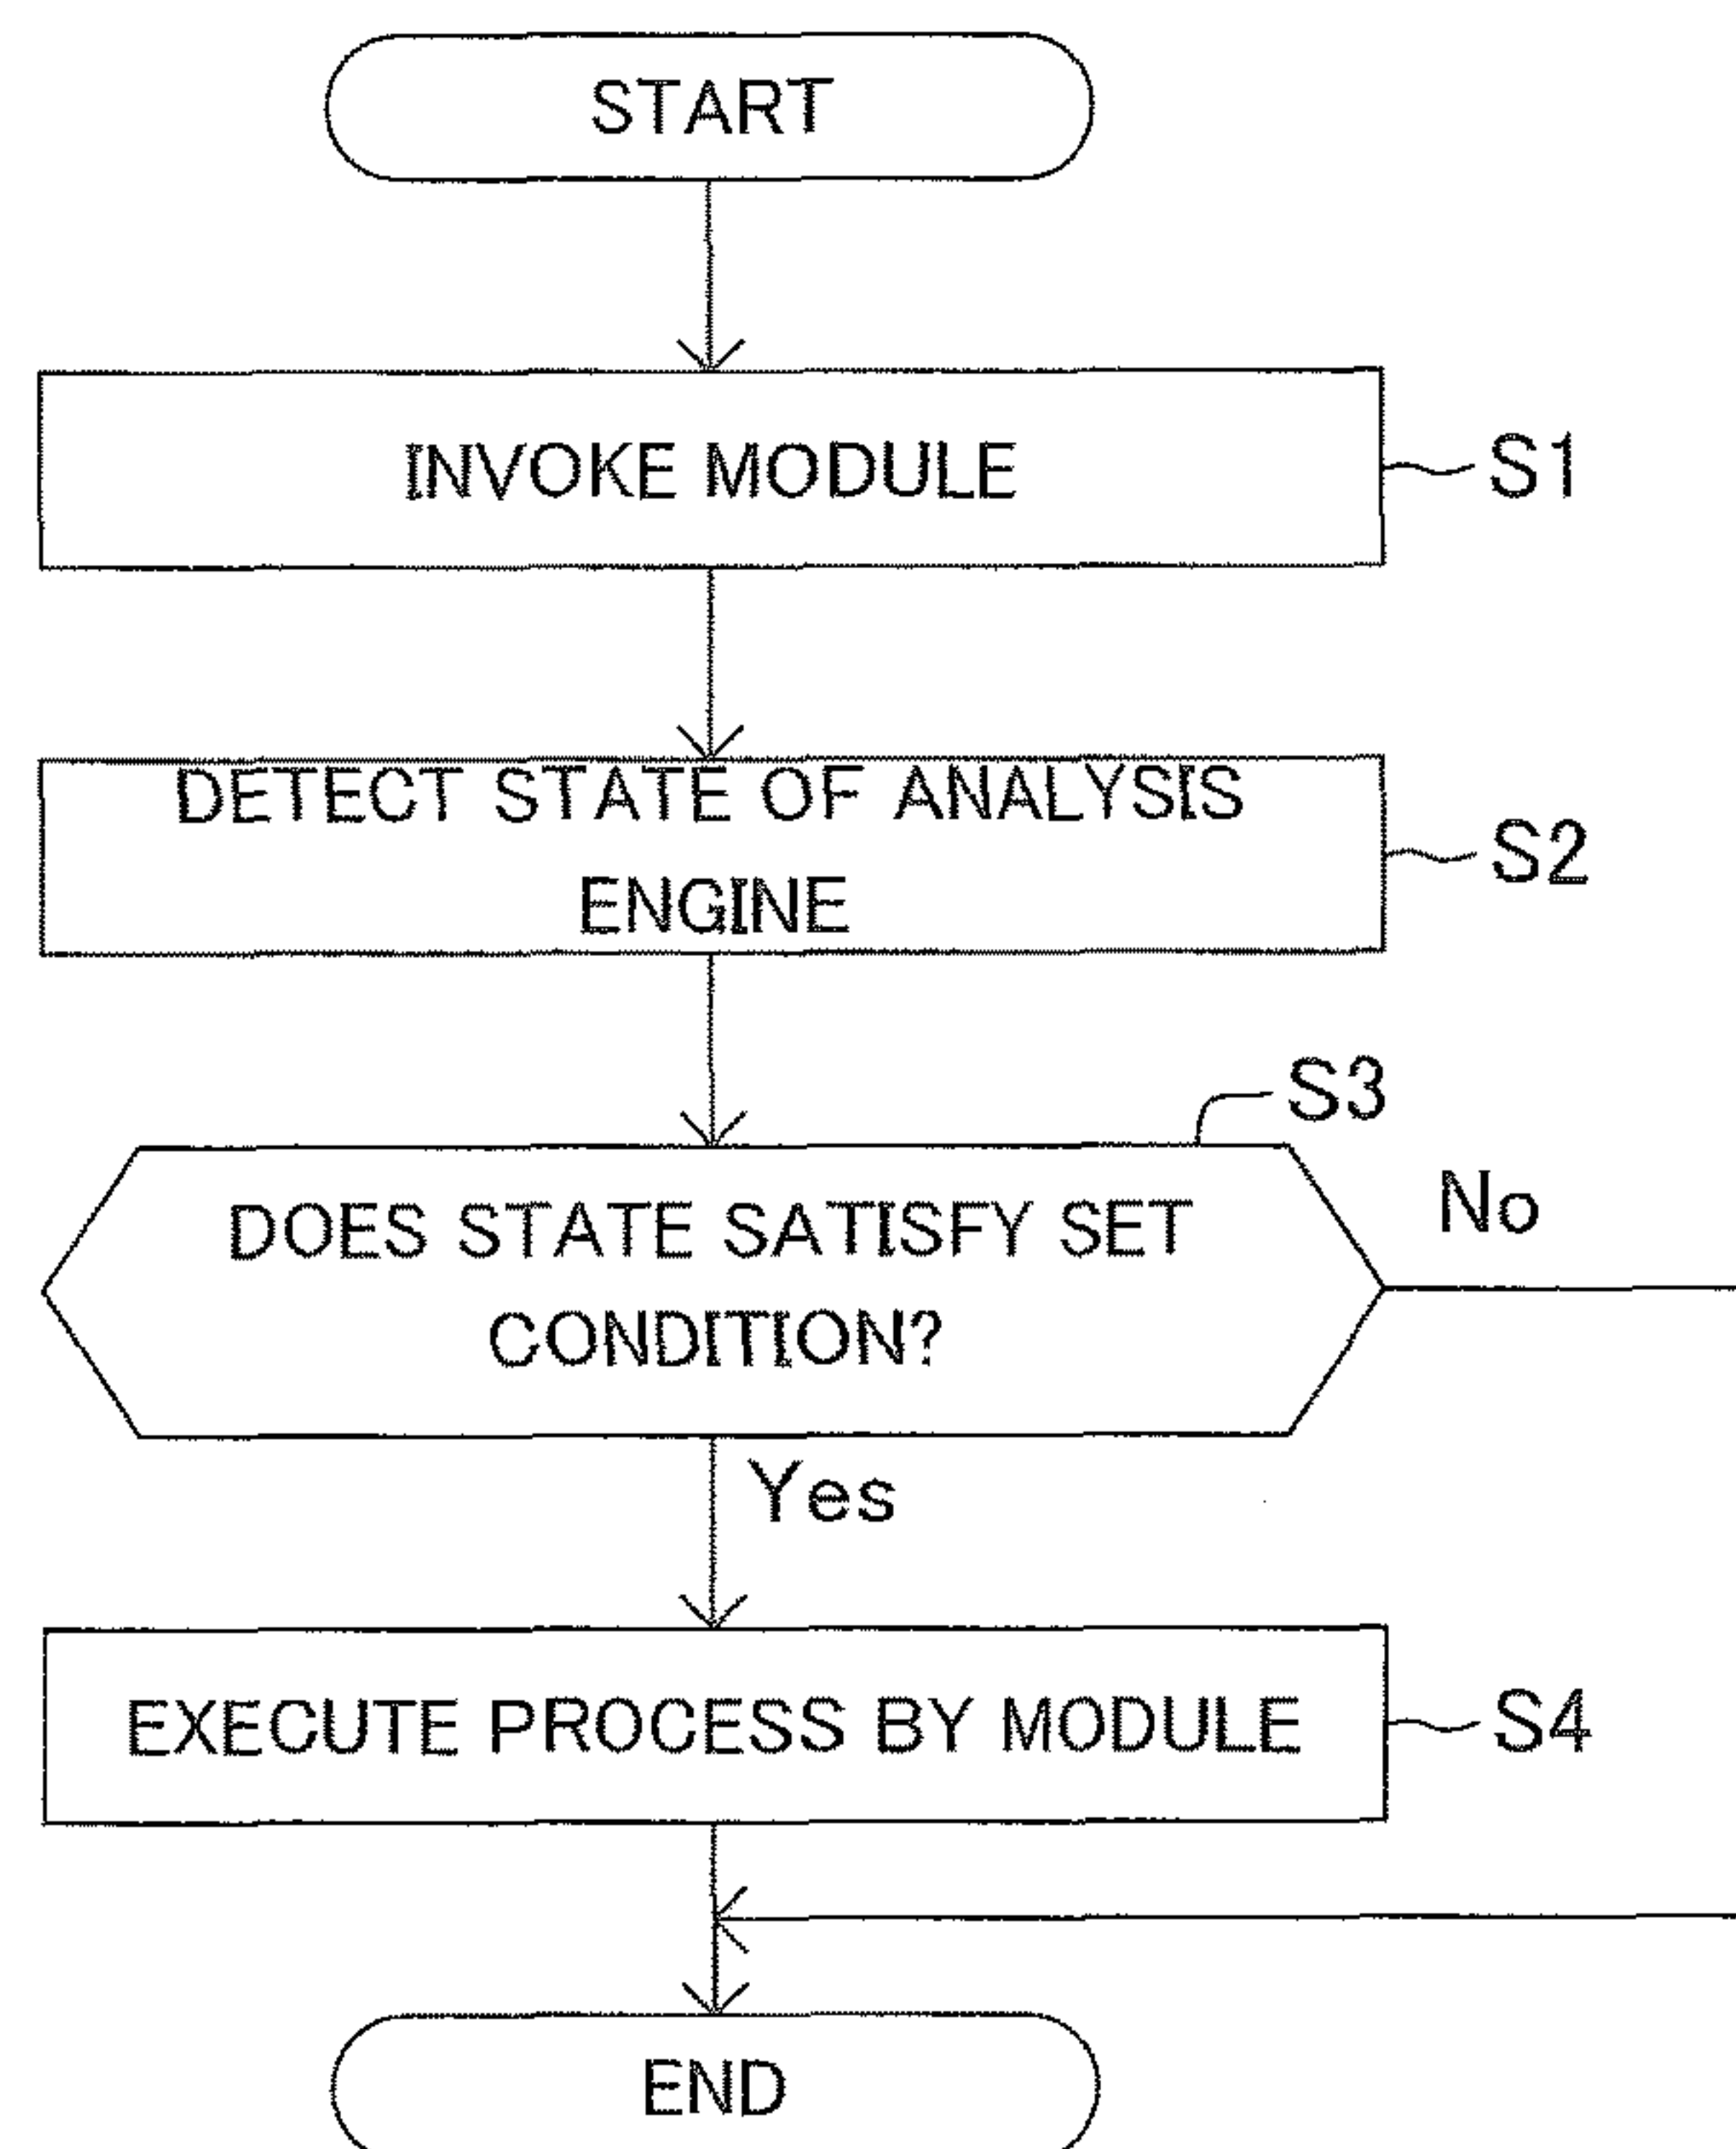 START
INVOKE MODULE
S1
DETECT STATE OF ANALYSIS
ENGINE
S2
S3
DOES STATE SATISFY SET
CONDITION?
No
Yes
EXECUTE PROCESS BY MODULE
S4
END